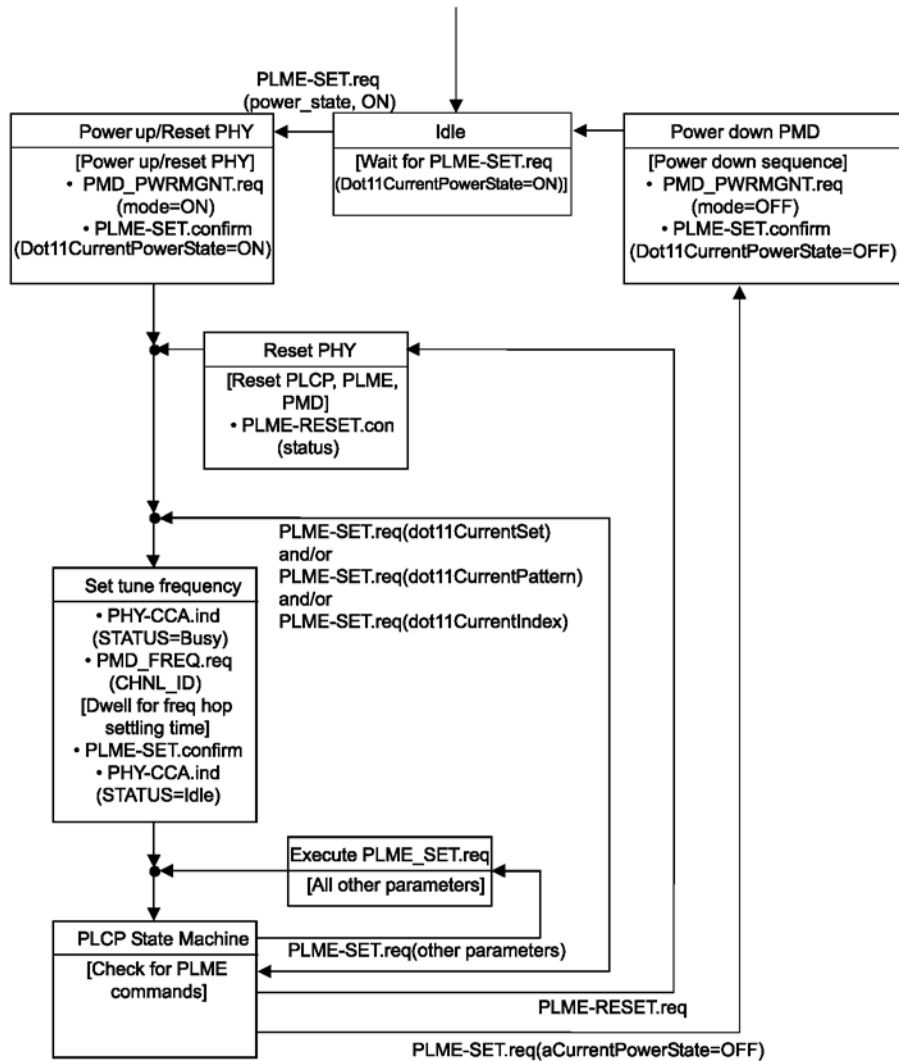 PLME-SET.req
(power_state, ON)
Power up/Reset PHY
[Power up/reset PHY]
• PMD_PWRMGNT.req
(mode=ON)
• PLME-SET.confirm
(Dot11CurrentPowerState=ON)
Idle
[Wait for PLME-SET.req
(Dot11CurrentPowerState=ON)]
Power down PMD
[Power down sequence]
• PMD_PWRMGNT.req
(mode=OFF)
• PLME-SET.confirm
(Dot11CurrentPowerState=OFF)
Reset PHY
[Reset PLCP, PLME,
PMD]
• PLME-RESET.con
(status)
PLME-SET.req(dot11CurrentSet)
and/or
PLME-SET.req(dot11CurrentPattern)
and/or
PLME-SET.req(dot11CurrentIndex)
Set tune frequency
• PHY-CCA.ind
(STATUS=Busy)
• PMD_FREQ.req
(CHNL_ID)
[Dwell for freq hop
settling time]
• PLME-SET.confirm
• PHY-CCA.ind
(STATUS=Idle)
Execute PLME_SET.req
[All other parameters]
PLCP State Machine
[Check for PLME
commands]
PLME-SET.req(other parameters)
PLME-RESET.req
PLME-SET.req(aCurrentPowerState=OFF)